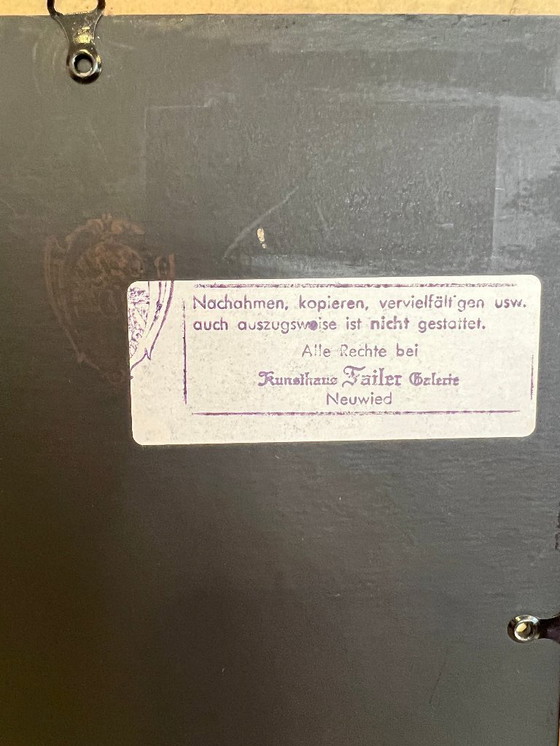 Nachahmen, kopieren, vervielfältigen usw.
auch auszugsweise ist nicht gestattet.
Alle Rechte bei
Kunsthaus Failer Galerie
Neuwied